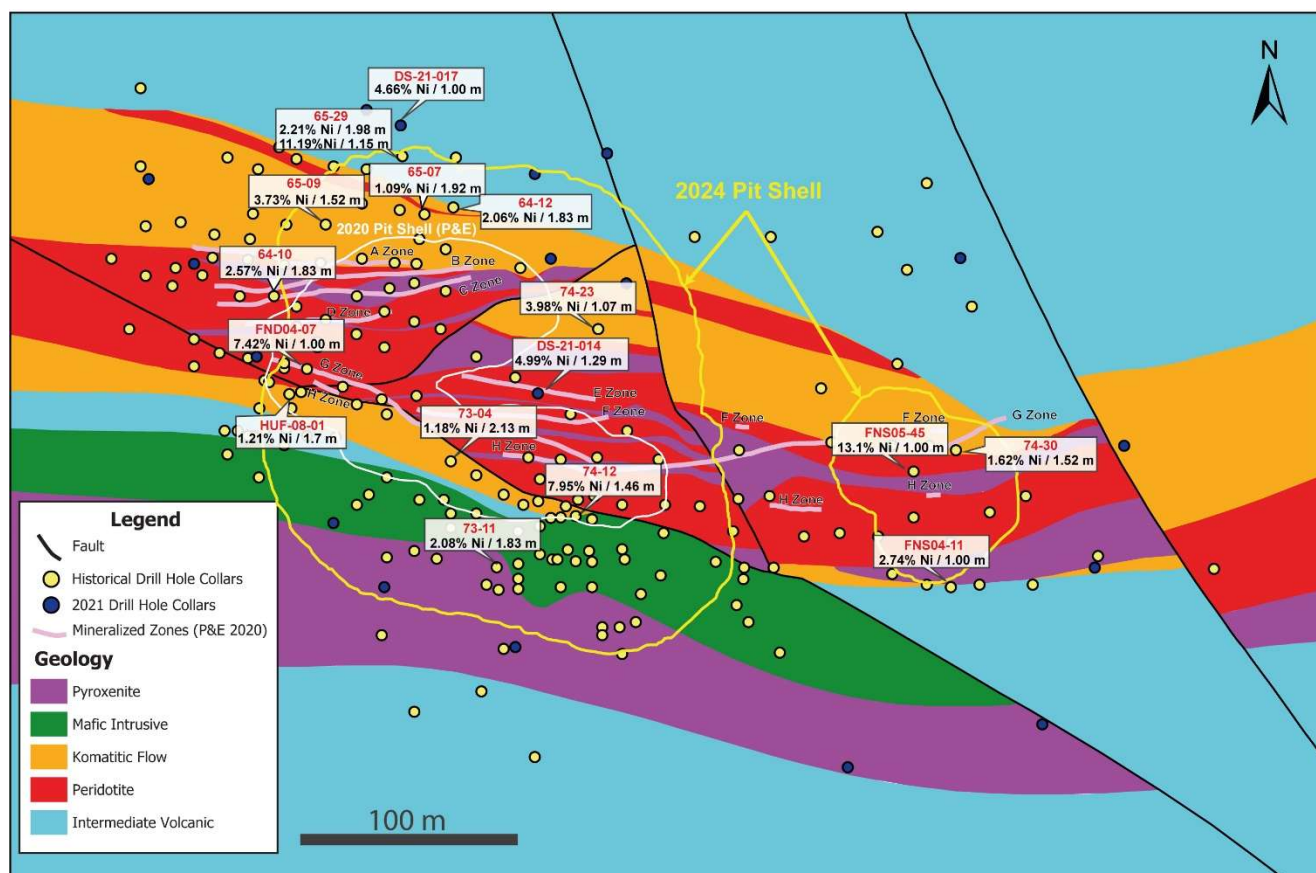 N
DS-21-017
4.66% Ni / 1.00 m
65-29
2.21% Ni / 1.98 m
11.19%Ni / 1.15 m
65-07
1.09% Ni / 1.92 m
65-09
3.73% Ni / 1.52 m
64-12
2.06% Ni / 1.83 m
2024 Pit Shell
2020 Pit Shell (P&E)
A Zone
B Zone
C Zone
64-10
2.57% Ni / 1.83 m
74-23
3.98% Ni / 1.07 m
D Zone
FND04-07
7.42% Ni / 1.00 m
DS-21-014
4.99% Ni / 1.29 m
G Zone
H Zone
E Zone
F Zone
F Zone
F Zone
G Zone
HUF-08-01
1.21% Ni / 1.7 m
73-04
1.18% Ni / 2.13 m
FNS05-45
13.1% Ni / 1.00 m
74-30
1.62% Ni / 1.52 m
H Zone
74-12
7.95% Ni / 1.46 m
H Zone
H Zone
73-11
2.08% Ni / 1.83 m
FNS04-11
2.74% Ni / 1.00 m
Legend
Fault
Historical Drill Hole Collars
2021 Drill Hole Collars
Mineralized Zones (P&E 2020)
Geology
Pyroxenite
Mafic Intrusive
Komatitic Flow
Peridotite
Intermediate Volcanic
100 m